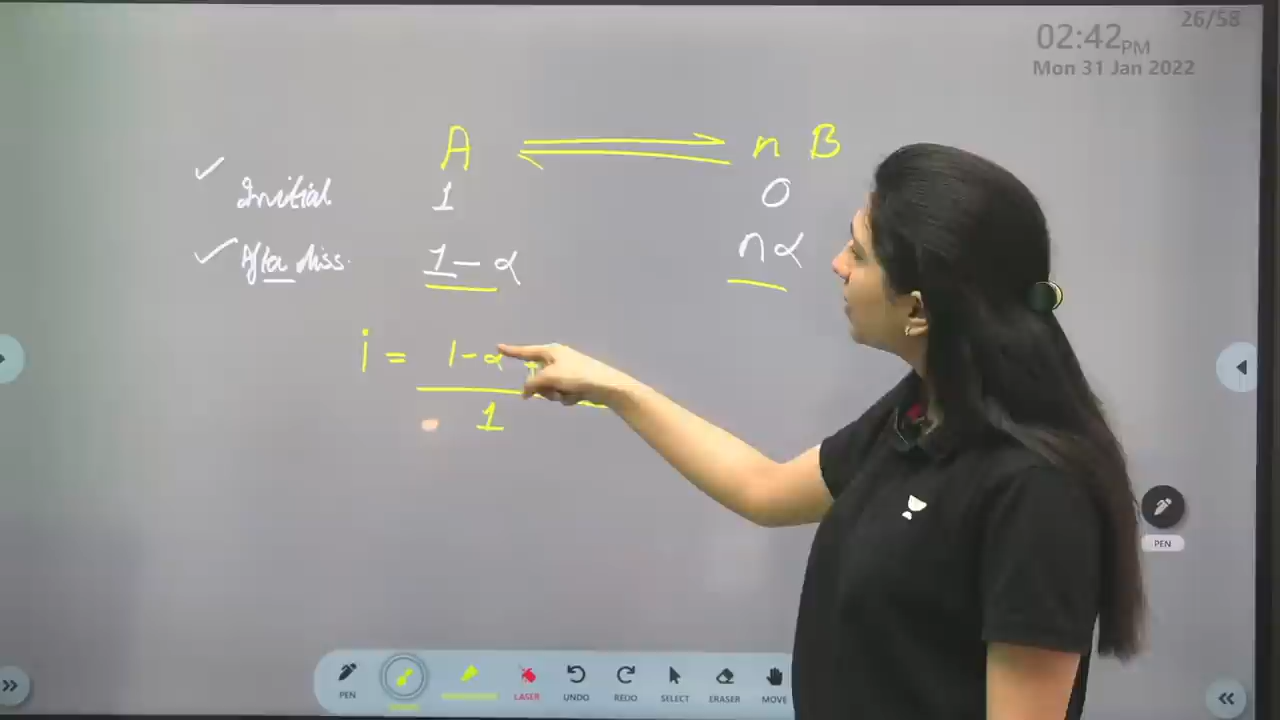 26/58
02:42PM
Mon 31 Jan 2022
A ⇌ n B
Initial 1 0
After diss. 1 - α nα
i = 1 - α
1
PEN
PEN
LASER
UNDO
REDO
SELECT
ERASER
MOVE